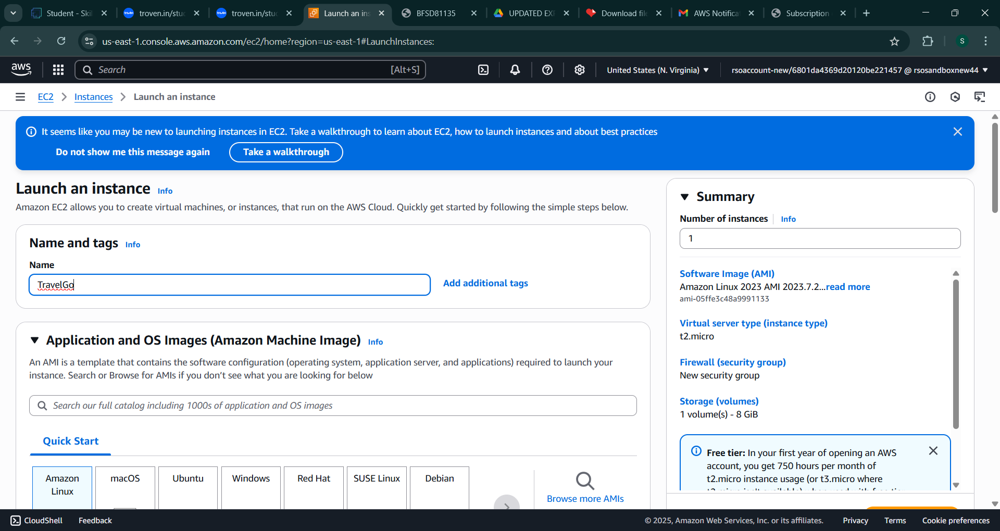 Student - Skil
troven.in/stud
troven.in/stud
Launch an ins
BFSD81135
UPDATED EXP
Download file
AWS Notificat
Subscription
us-east-1.console.aws.amazon.com/ec2/home?region=us-east-1#LaunchInstances:
S
aws
Search
[Alt+S]
United States (N. Virginia)
rsoaccount-new/6801da4369d20120be221457 @ rsosandboxnew44
EC2
Instances
Launch an instance
It seems like you may be new to launching instances in EC2. Take a walkthrough to learn about EC2, how to launch instances and about best practices
Do not show me this message again
Take a walkthrough
Launch an instance Info
Amazon EC2 allows you to create virtual machines, or instances, that run on the AWS Cloud. Quickly get started by following the simple steps below.
Name and tags Info
Name
TravelGo
Add additional tags
Application and OS Images (Amazon Machine Image) Info
An AMI is a template that contains the software configuration (operating system, application server, and applications) required to launch your
instance. Search or Browse for AMIs if you don’t see what you are looking for below
Search our full catalog including 1000s of application and OS images
Quick Start
Amazon
Linux
macOS
Ubuntu
Windows
Red Hat
SUSE Linux
Debian
Browse more AMIs
Summary
Number of instances Info
1
Software Image (AMI)
Amazon Linux 2023 AMI 2023.7.2...read more
ami-05ffe3c48a9991133
Virtual server type (instance type)
t2.micro
Firewall (security group)
New security group
Storage (volumes)
1 volume(s) - 8 GiB
Free tier: In your first year of opening an AWS
account, you get 750 hours per month of
t2.micro instance usage (or t3.micro where
CloudShell
Feedback
© 2025, Amazon Web Services, Inc. or its affiliates.
Privacy
Terms
Cookie preferences